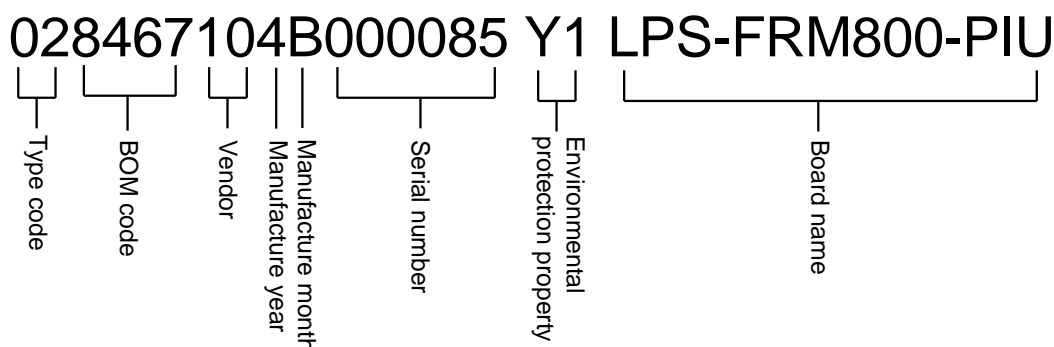 028467104B000085 Y1 LPS-FRM800-PIU
Type code
BOM code
Vendor
Manufacture year
Manufacture month
Serial number
Environmental
protection property
Board name